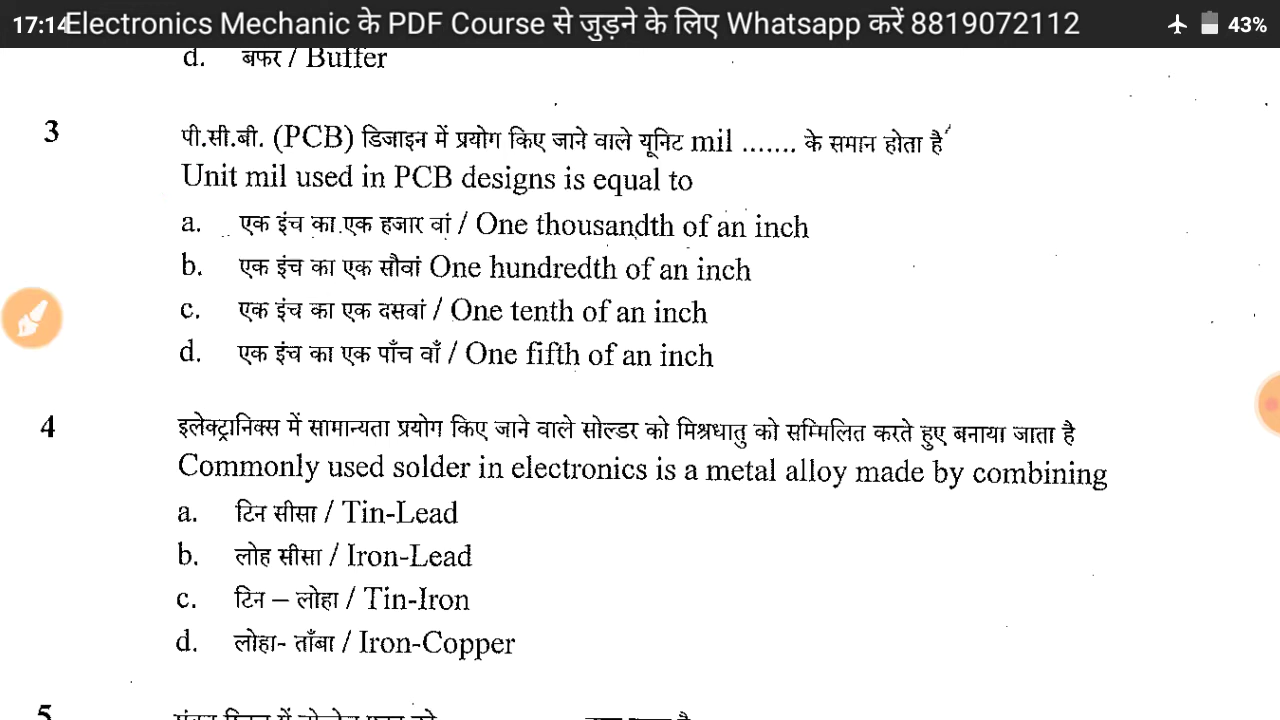 17:14 Electronics Mechanic के PDF Course से जुड़ने के लिए Whatsapp करें 8819072112 43%
d. बफर / Buffer
3 पी.सी.बी. (PCB) डिजाइन में प्रयोग किए जाने वाले यूनिट mil ....... के समान होता है
Unit mil used in PCB designs is equal to
a. एक इंच का एक हजार वां / One thousandth of an inch
b. एक इंच का एक सौवां One hundredth of an inch
c. एक इंच का एक दसवां / One tenth of an inch
d. एक इंच का एक पाँच वाँ / One fifth of an inch
4 इलेक्ट्रानिक्स में सामान्यता प्रयोग किए जाने वाले सोल्डर को मिश्रधातु को सम्मिलित करते हुए बनाया जाता है
Commonly used solder in electronics is a metal alloy made by combining
a. टिन सीसा / Tin-Lead
b. लोह सीसा / Iron-Lead
c. टिन – लोहा / Tin-Iron
d. लोहा- ताँबा / Iron-Copper
5